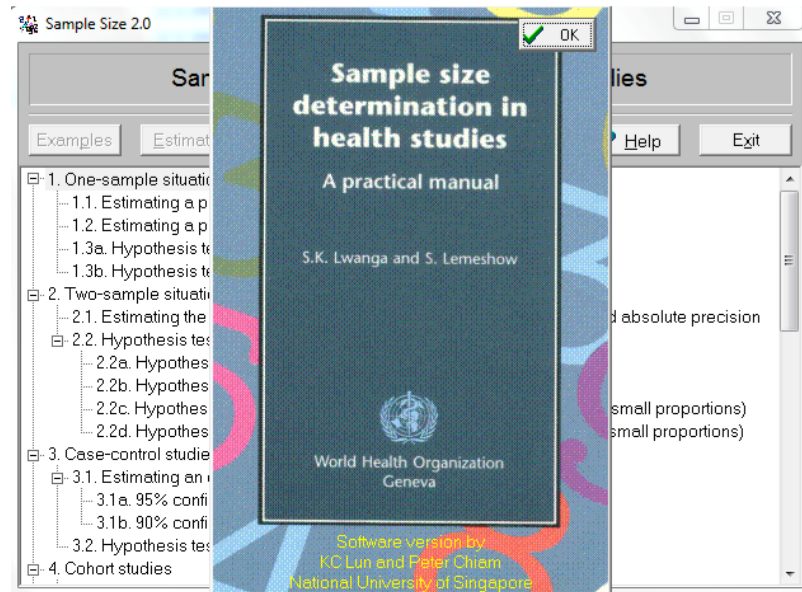 Sample Size 2.0
Sar
lies
OK
Examples
Estimat
Help
Exit
Sample size
determination in
health studies
A practical manual
S.K. Lwanga and S. Lemeshow
World Health Organization
Geneva
Software version by
KC Lun and Peter Chiam
National University of Singapore
1. One-sample situatio
1.1. Estimating a p
1.2. Estimating a p
1.3a. Hypothesis te
1.3b. Hypothesis te
2. Two-sample situati
2.1. Estimating the
d absolute precision
2.2. Hypothesis tes
2.2a. Hypothes
2.2b. Hypothes
2.2c. Hypothes
small proportions)
2.2d. Hypothes
small proportions)
3. Case-control studie
3.1. Estimating an
3.1a. 95% confi
3.1b. 90% confi
3.2. Hypothesis tes
4. Cohort studies